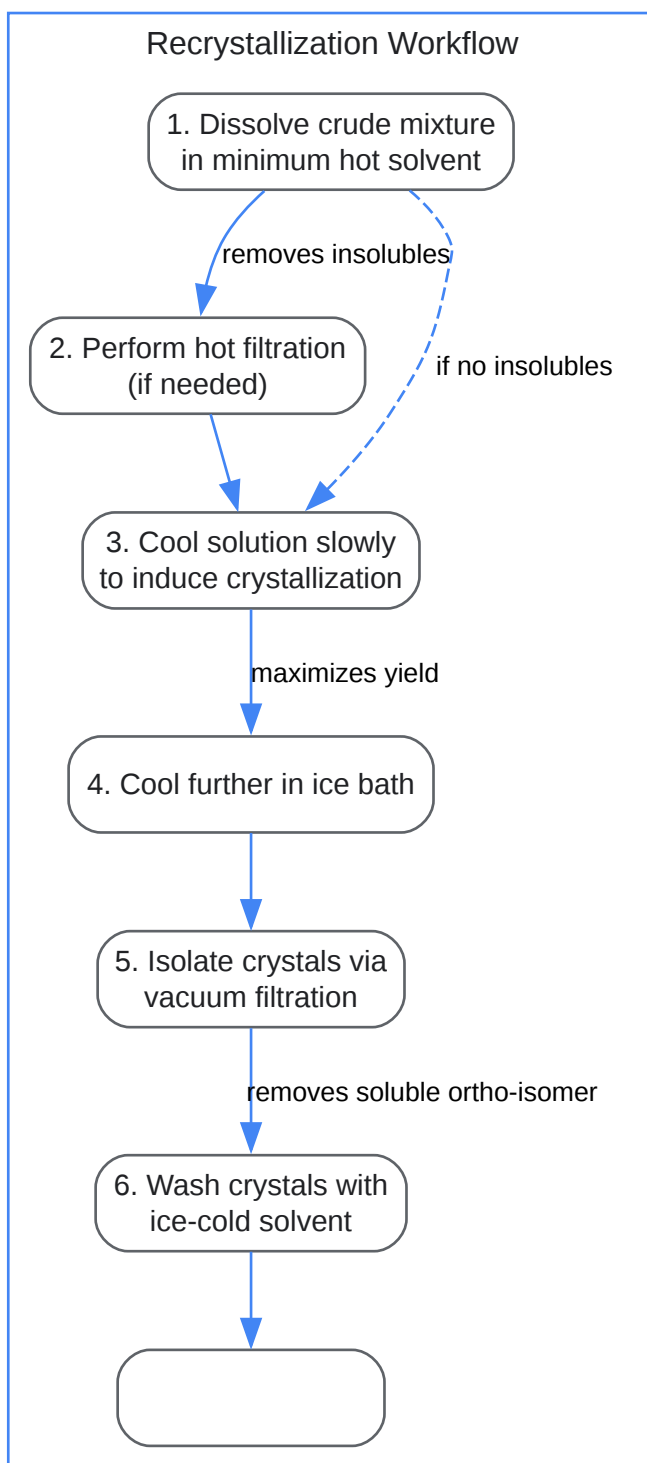 Recrystallization Workflow
1. Dissolve crude mixture
in minimum hot solvent
removes insolubles
2. Perform hot filtration
(if needed)
if no insolubles
3. Cool solution slowly
to induce crystallization
maximizes yield
4. Cool further in ice bath
5. Isolate crystals via
vacuum filtration
removes soluble ortho-isomer
6. Wash crystals with
ice-cold solvent